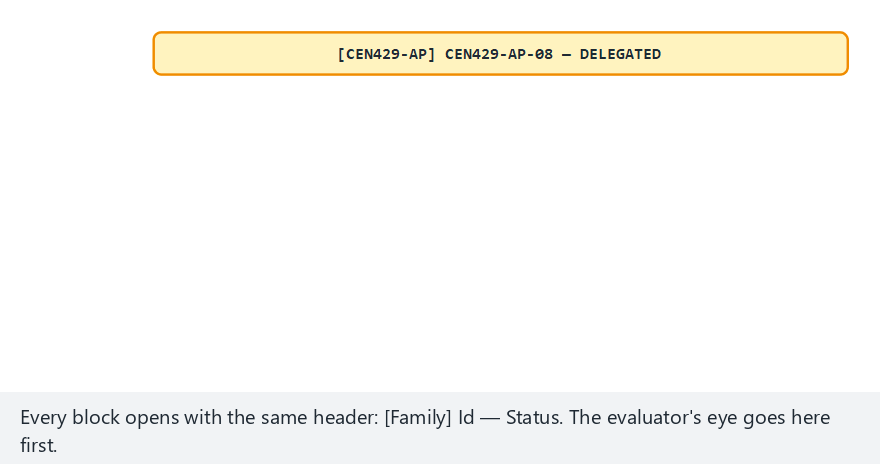 [CEN429-AP] CEN429-AP-08 — DELEGATED
Every block opens with the same header: [Family] Id — Status. The evaluator's eye goes here
first.